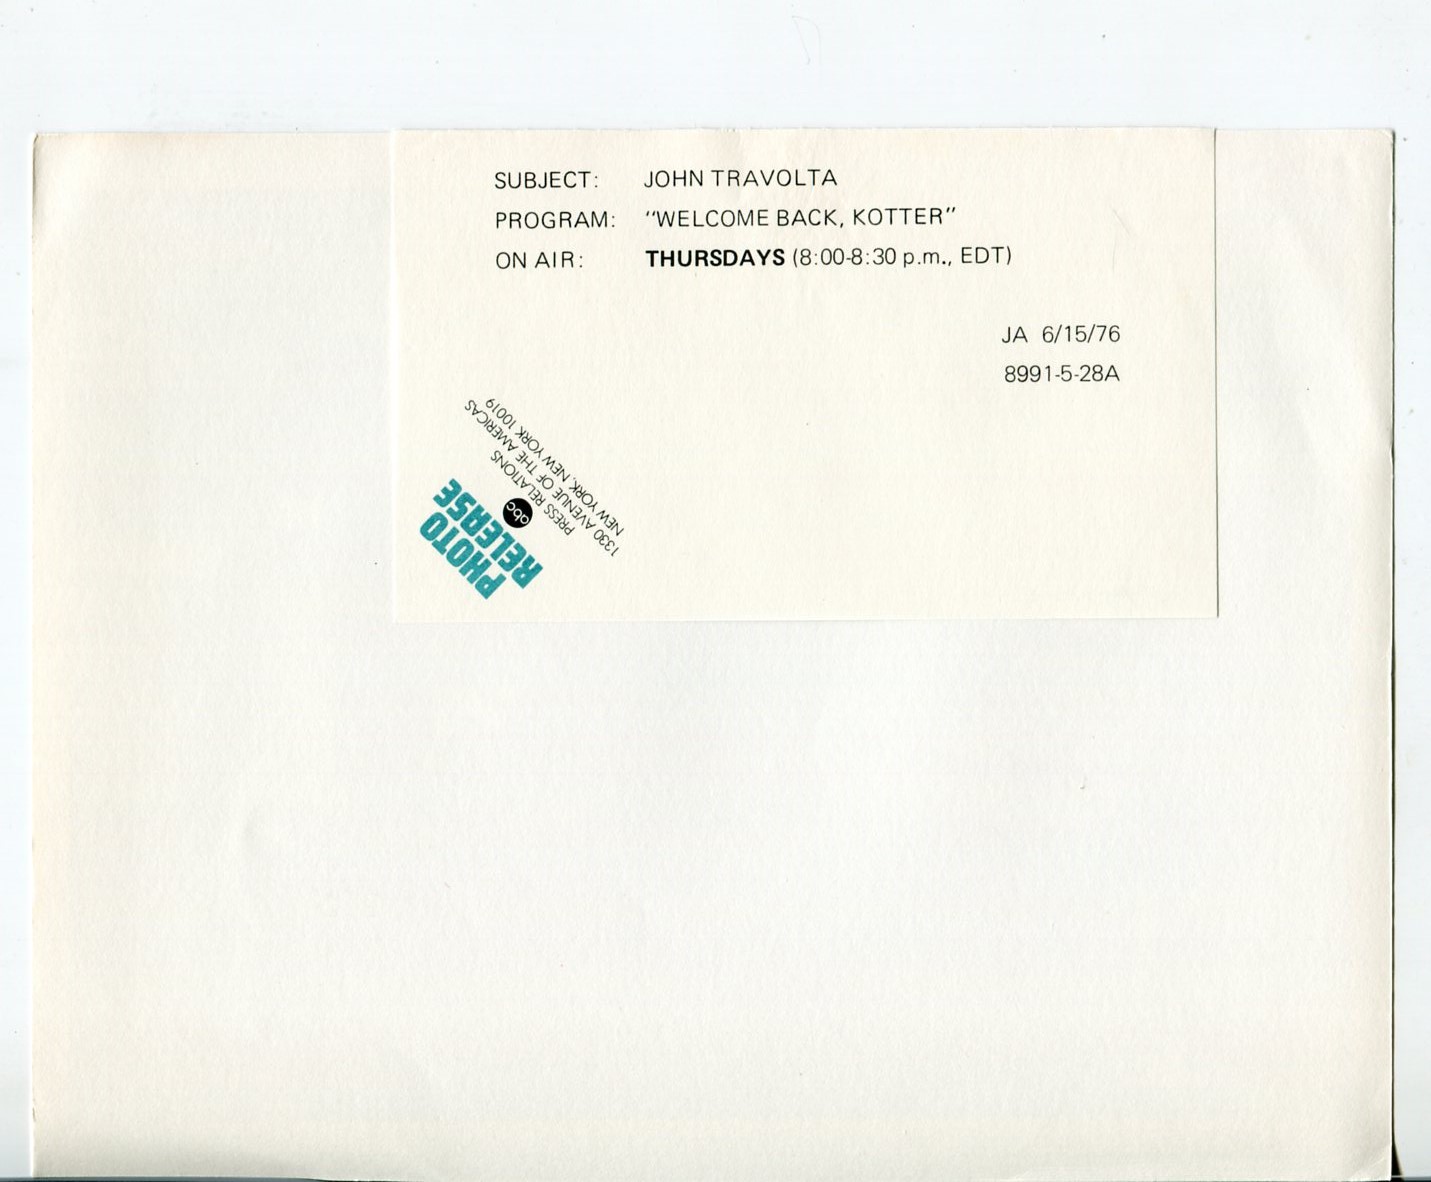 SUBJECT: JOHN TRAVOLTA
PROGRAM: "WELCOME BACK, KOTTER"
ON AIR: THURSDAYS (8:00-8:30 p.m., EDT)
JA 6/15/76
8991-5-28A
PHOTO
RELEASE
abc
PRESS RELATIONS
1330 AVENUE OF THE AMERICAS
NEW YORK, NEW YORK 10019